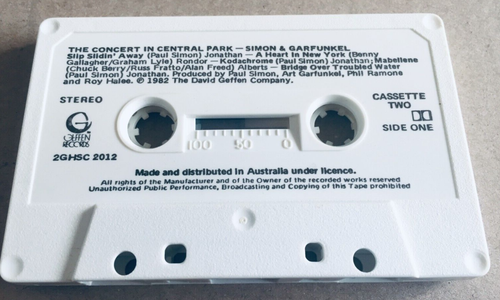 THE CONCERT IN CENTRAL PARK – SIMON & GARFUNKEL
Slip Slidin' Away (Paul Simon) Jonathan – A Heart In New York (Benny
Gallagher/Graham Lyle) Rondor – Kodachrome (Paul Simon) Jonathan; Mabellene
(Chuck Berry/Russ Fratto/Alan Freed) Alberts – Bridge Over Troubled Water
(Paul Simon) Jonathan. Produced by Paul Simon, Art Garfunkel, Phil Ramone
and Roy Halee. ℗ 1982 The David Geffen Company.
STEREO
CASSETTE
TWO
SIDE ONE
G
GEFFEN
RECORDS
100 50 0
2GHSC 2012
Made and distributed in Australia under licence.
All rights of the Manufacturer and of the Owner of the recorded works reserved
Unauthorized Public Performance, Broadcasting and Copying of this Tape prohibited